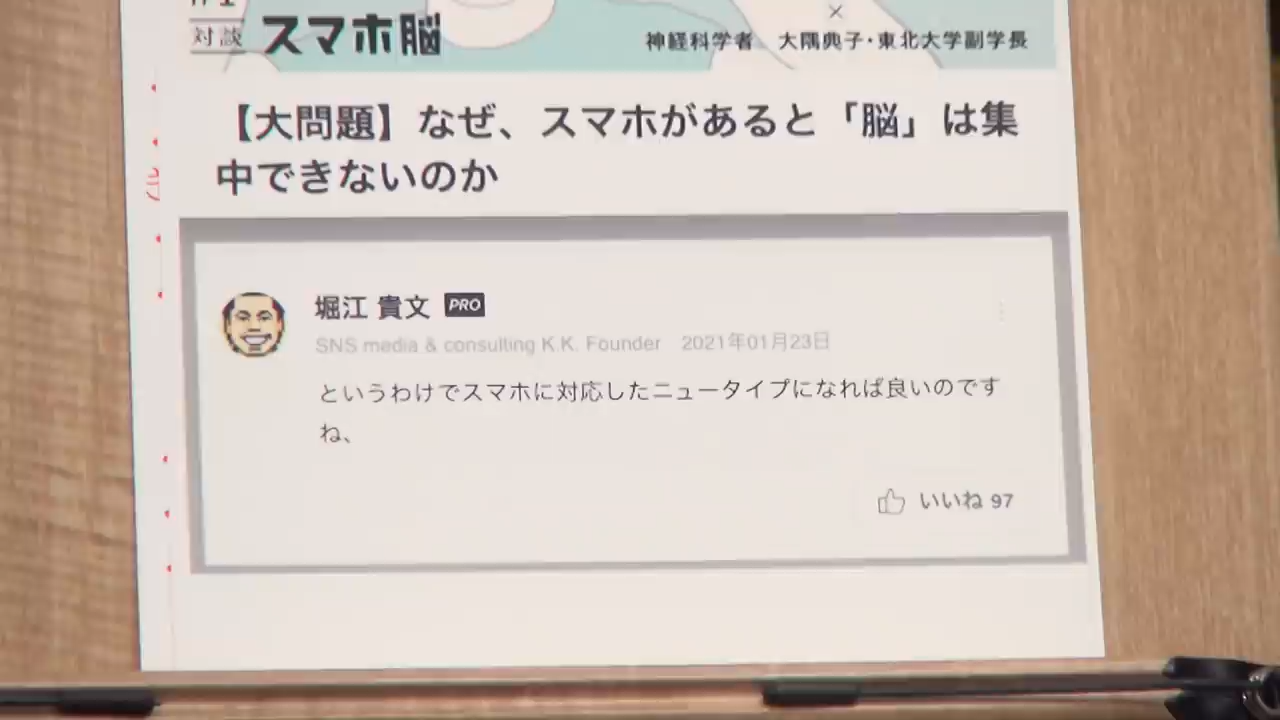 対談 スマホ脳
×
神経科学者 大隅典子・東北大学副学長
【大問題】なぜ、スマホがあると「脳」は集
中できないのか
堀江 貴文 PRO
SNS media & consulting K.K. Founder 2021年01月23日
というわけでスマホに対応したニュータイプになれば良いのです
ね、
いいね 97